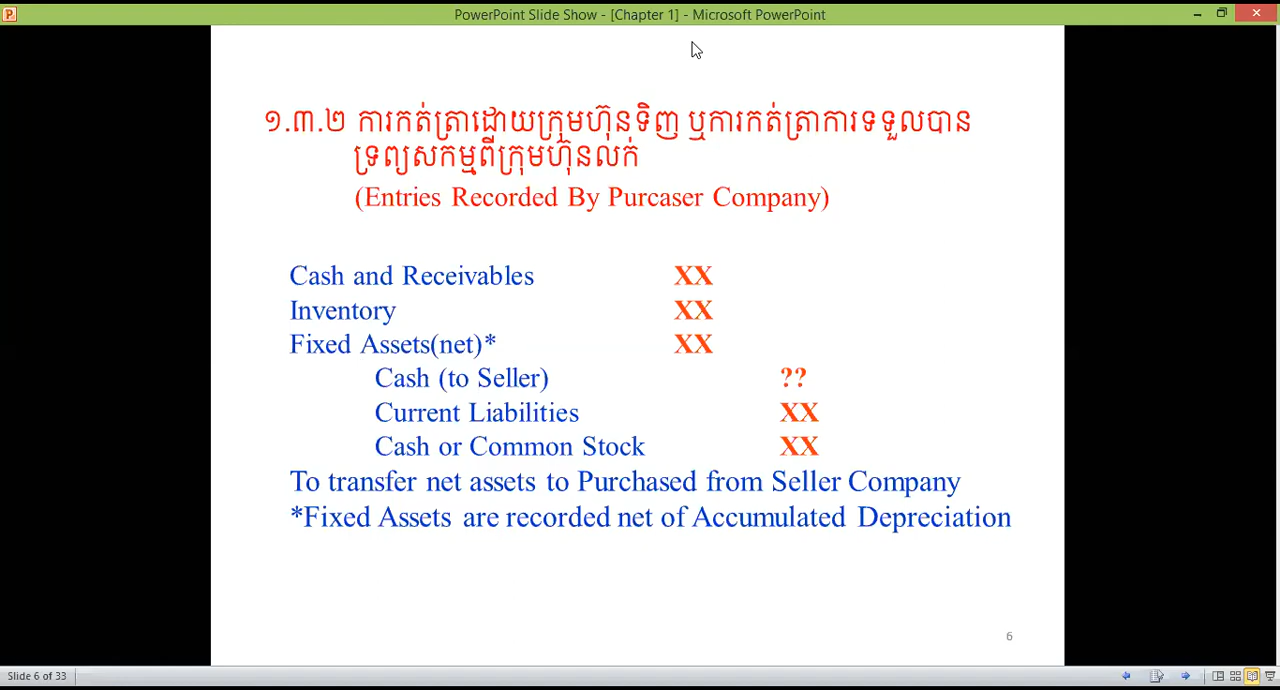 PowerPoint Slide Show - [Chapter 1] - Microsoft PowerPoint
១.៣.២ ការកត់ត្រាដោយក្រុមហ៊ុនទិញ ឬការកត់ត្រាការទទួលបាន
ទ្រព្យសកម្មពីក្រុមហ៊ុនលក់
(Entries Recorded By Purcaser Company)
Cash and Receivables XX
Inventory XX
Fixed Assets(net)* XX
Cash (to Seller) ??
Current Liabilities XX
Cash or Common Stock XX
To transfer net assets to Purchased from Seller Company
*Fixed Assets are recorded net of Accumulated Depreciation
6
Slide 6 of 33